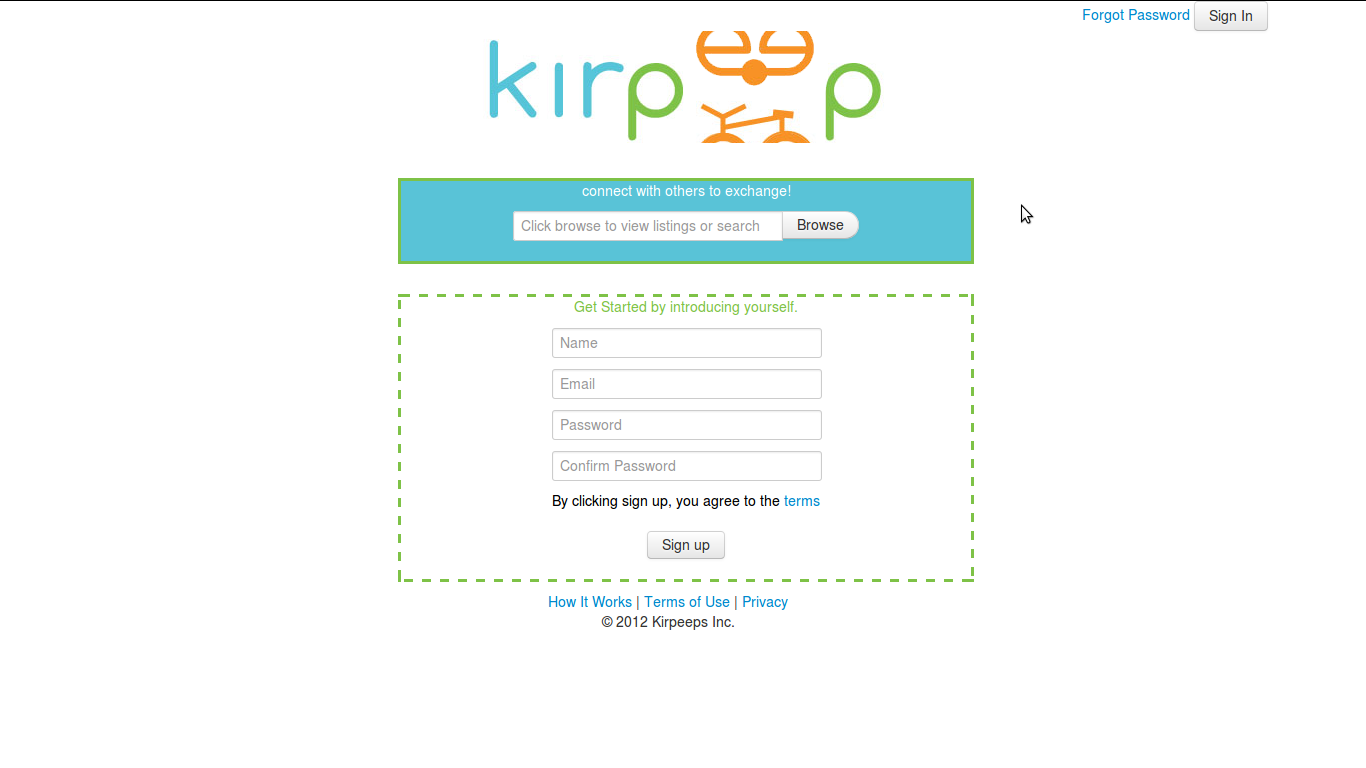 Forgot Password Sign In
kirpeep
connect with others to exchange!
Click browse to view listings or search Browse
Get Started by introducing yourself.
Name
Email
Password
Confirm Password
By clicking sign up, you agree to the terms
Sign up
How It Works | Terms of Use | Privacy
© 2012 Kirpeeps Inc.